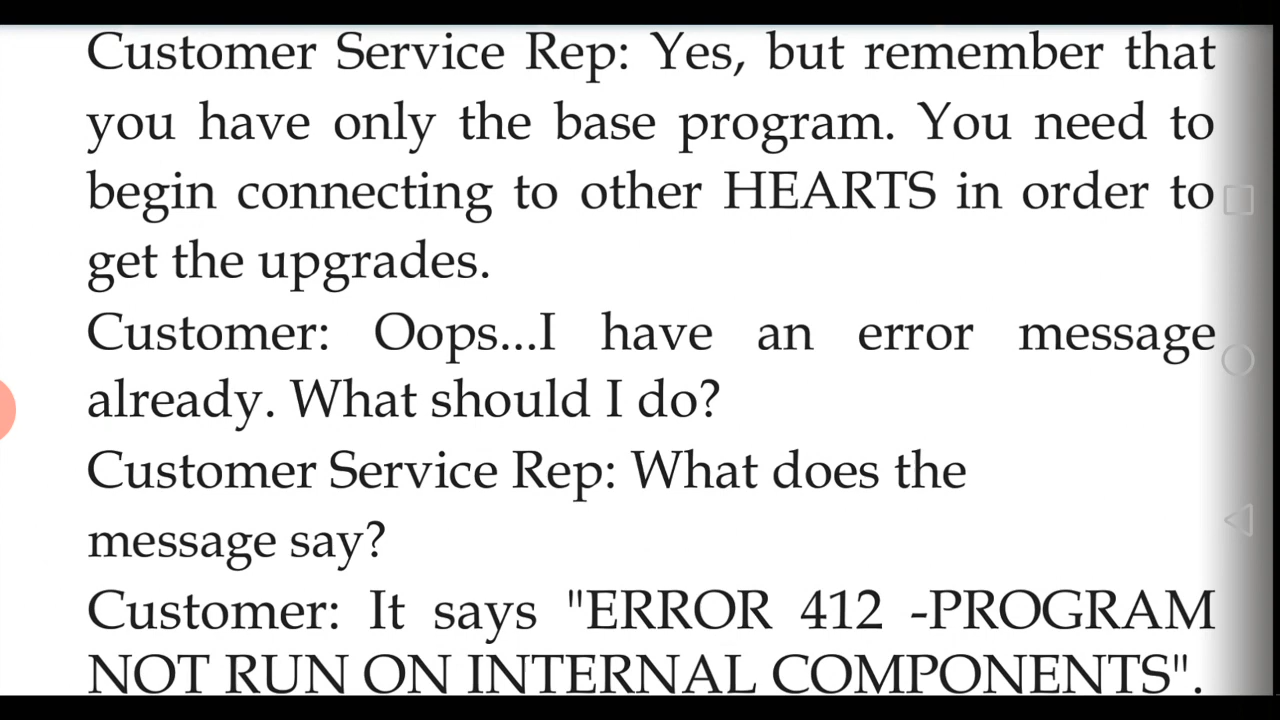 Customer Service Rep: Yes, but remember that
you have only the base program. You need to
begin connecting to other HEARTS in order to
get the upgrades.
Customer: Oops...I have an error message
already. What should I do?
Customer Service Rep: What does the
message say?
Customer: It says "ERROR 412 -PROGRAM
NOT RUN ON INTERNAL COMPONENTS".